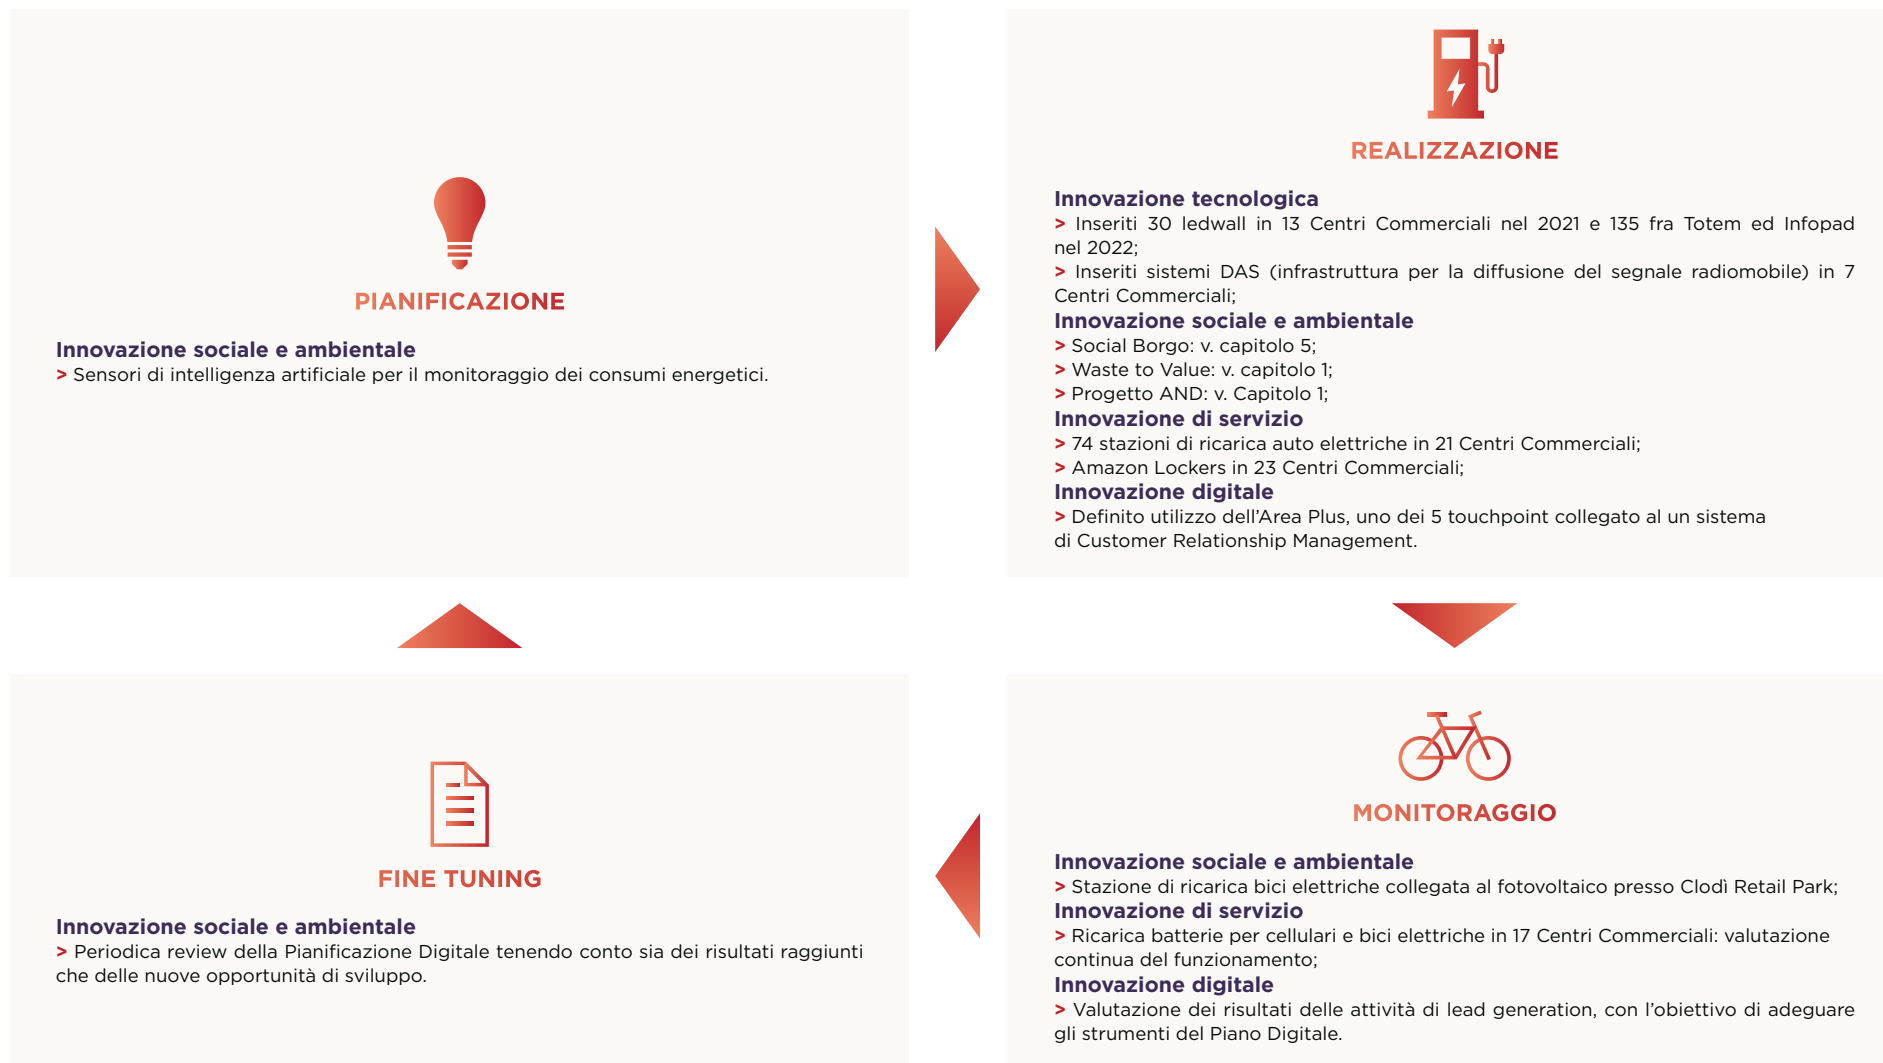 PIANIFICAZIONE
Innovazione sociale e ambientale
> Sensori di intelligenza artificiale per il monitoraggio dei consumi energetici.
REALIZZAZIONE
Innovazione tecnologica
> Inseriti 30 ledwall in 13 Centri Commerciali nel 2021 e 135 fra Totem ed Infopad
nel 2022;
> Inseriti sistemi DAS (infrastruttura per la diffusione del segnale radiomobile) in 7
Centri Commerciali;
Innovazione sociale e ambientale
> Social Borgo: v. capitolo 5;
> Waste to Value: v. capitolo 1;
> Progetto AND: v. Capitolo 1;
Innovazione di servizio
> 74 stazioni di ricarica auto elettriche in 21 Centri Commerciali;
> Amazon Lockers in 23 Centri Commerciali;
Innovazione digitale
> Definito utilizzo dell’Area Plus, uno dei 5 touchpoint collegato al un sistema
di Customer Relationship Management.
MONITORAGGIO
Innovazione sociale e ambientale
> Stazione di ricarica bici elettriche collegata al fotovoltaico presso Clodì Retail Park;
Innovazione di servizio
> Ricarica batterie per cellulari e bici elettriche in 17 Centri Commerciali: valutazione
continua del funzionamento;
Innovazione digitale
> Valutazione dei risultati delle attività di lead generation, con l’obiettivo di adeguare
gli strumenti del Piano Digitale.
FINE TUNING
Innovazione sociale e ambientale
> Periodica review della Pianificazione Digitale tenendo conto sia dei risultati raggiunti
che delle nuove opportunità di sviluppo.